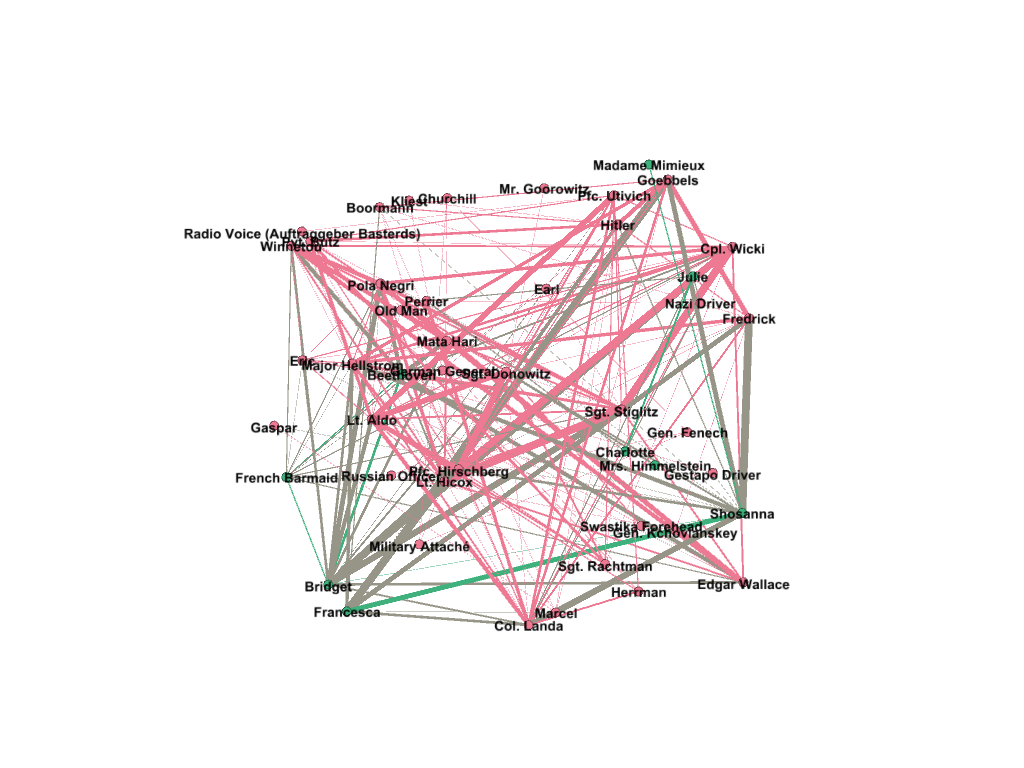 Madame Mimieux
Goebbels
Mr. Goorowitz
Pfc. Utivich
Kliest
Churchill
Boormann
Hitler
Radio Voice (Auftraggeber Basterds)
Pvt. Butz
Winnetou
Cpl. Wicki
Julie
Pola Negri
Earl
Perrier
Old Man
Nazi Driver
Fredrick
Mata Hari
Eric
Major Hellstrom
German General
Beethoven
Sgt. Donowitz
Sgt. Stiglitz
Lt. Aldo
Gaspar
Gen. Fenech
Charlotte
Mrs. Himmelstein
Pfc. Hirschberg
Gestapo Driver
French Barmaid
Russian Officer
Lt. Hicox
Shosanna
Swastika Forehead
Gen. Kchovlanskey
Military Attaché
Sgt. Rachtman
Bridget
Edgar Wallace
Herrman
Francesca
Marcel
Col. Landa